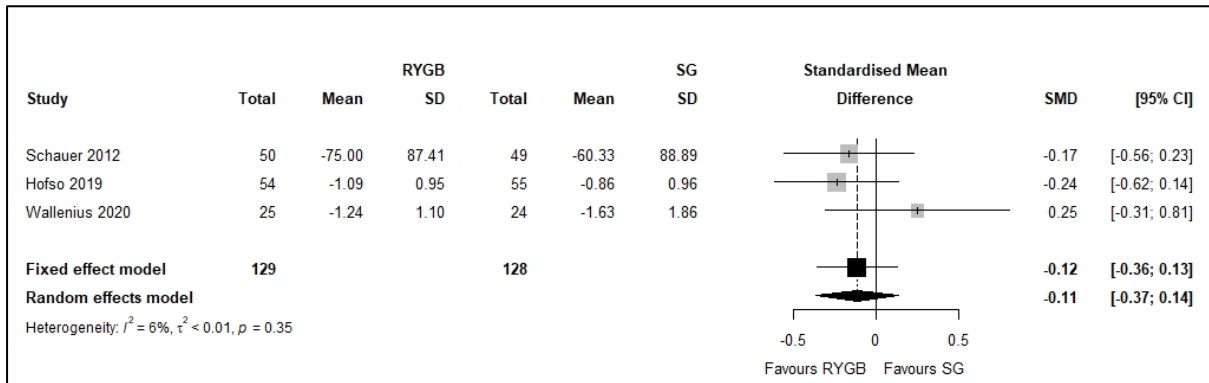 RYGB SG Standardised Mean
Study Total Mean SD Total Mean SD Difference SMD [95% CI]
Schauer 2012 50 -75.00 87.41 49 -60.33 88.89 -0.17 [-0.56; 0.23]
Hofso 2019 54 -1.09 0.95 55 -0.86 0.96 -0.24 [-0.62; 0.14]
Wallenius 2020 25 -1.24 1.10 24 -1.63 1.86 0.25 [-0.31; 0.81]
Fixed effect model 129 128 -0.12 [-0.36; 0.13]
Random effects model -0.11 [-0.37; 0.14]
Heterogeneity: I² = 6%, τ² < 0.01, p = 0.35
-0.5 0 0.5
Favours RYGB Favours SG